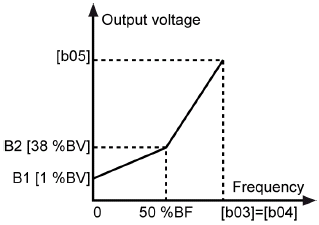 Output voltage
[b05]
B2 [38 %BV]
B1 [1 %BV]
Frequency
0 50 %BF [b03]=[b04]